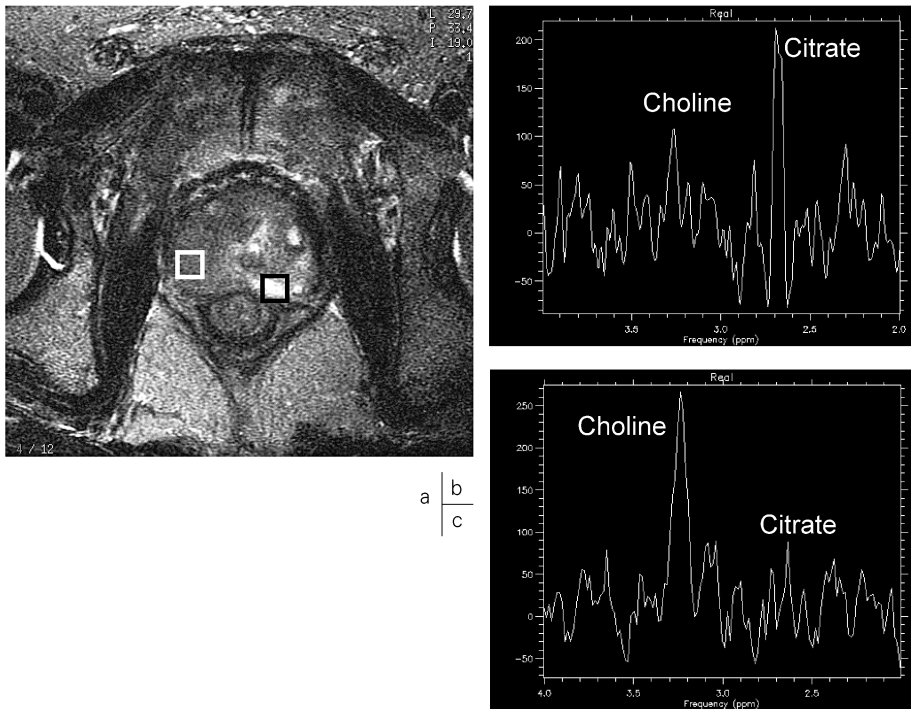 L 29.7
P 33.4
I 19.0
1
4 / 12
a
b
c
Real
200
150
100
50
0
-50
Choline
Citrate
3.5 3.0 2.5 2.0
Frequency (ppm)
Real
250
200
150
100
50
0
-50
Choline
Citrate
4.0 3.5 3.0 2.5
Frequency (ppm)